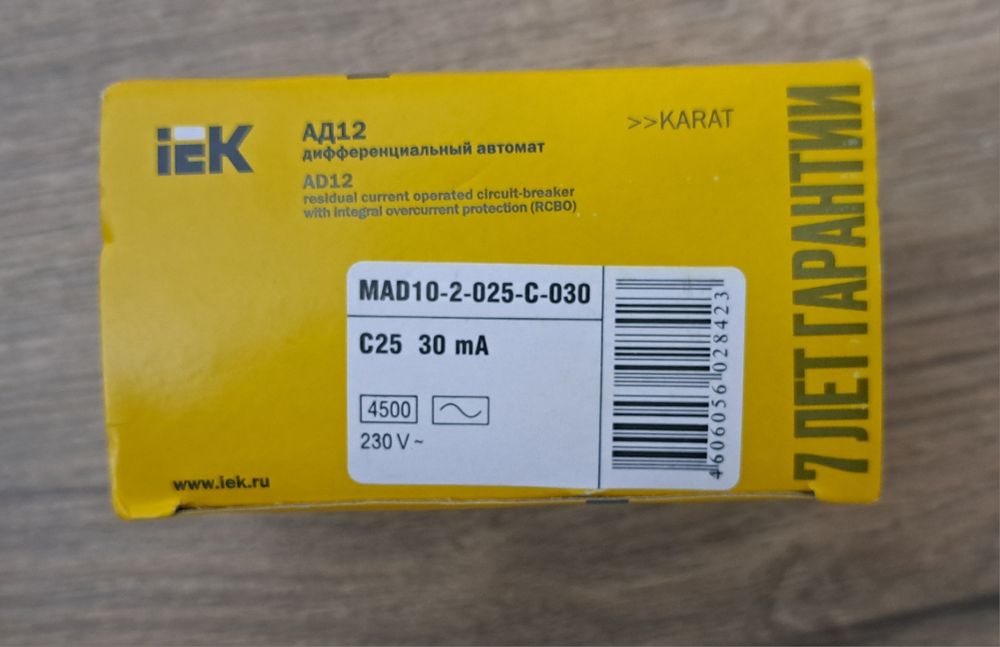 iEK
АД12
дифференциальный автомат
AD12
residual current operated circuit-breaker
with integral overcurrent protection (RCBO)
>>KARAT
MAD10-2-025-C-030
C25 30 mA
4500
230 V ~
4606056028423
www.iek.ru
7 ЛЕТ ГАРАНТИИ